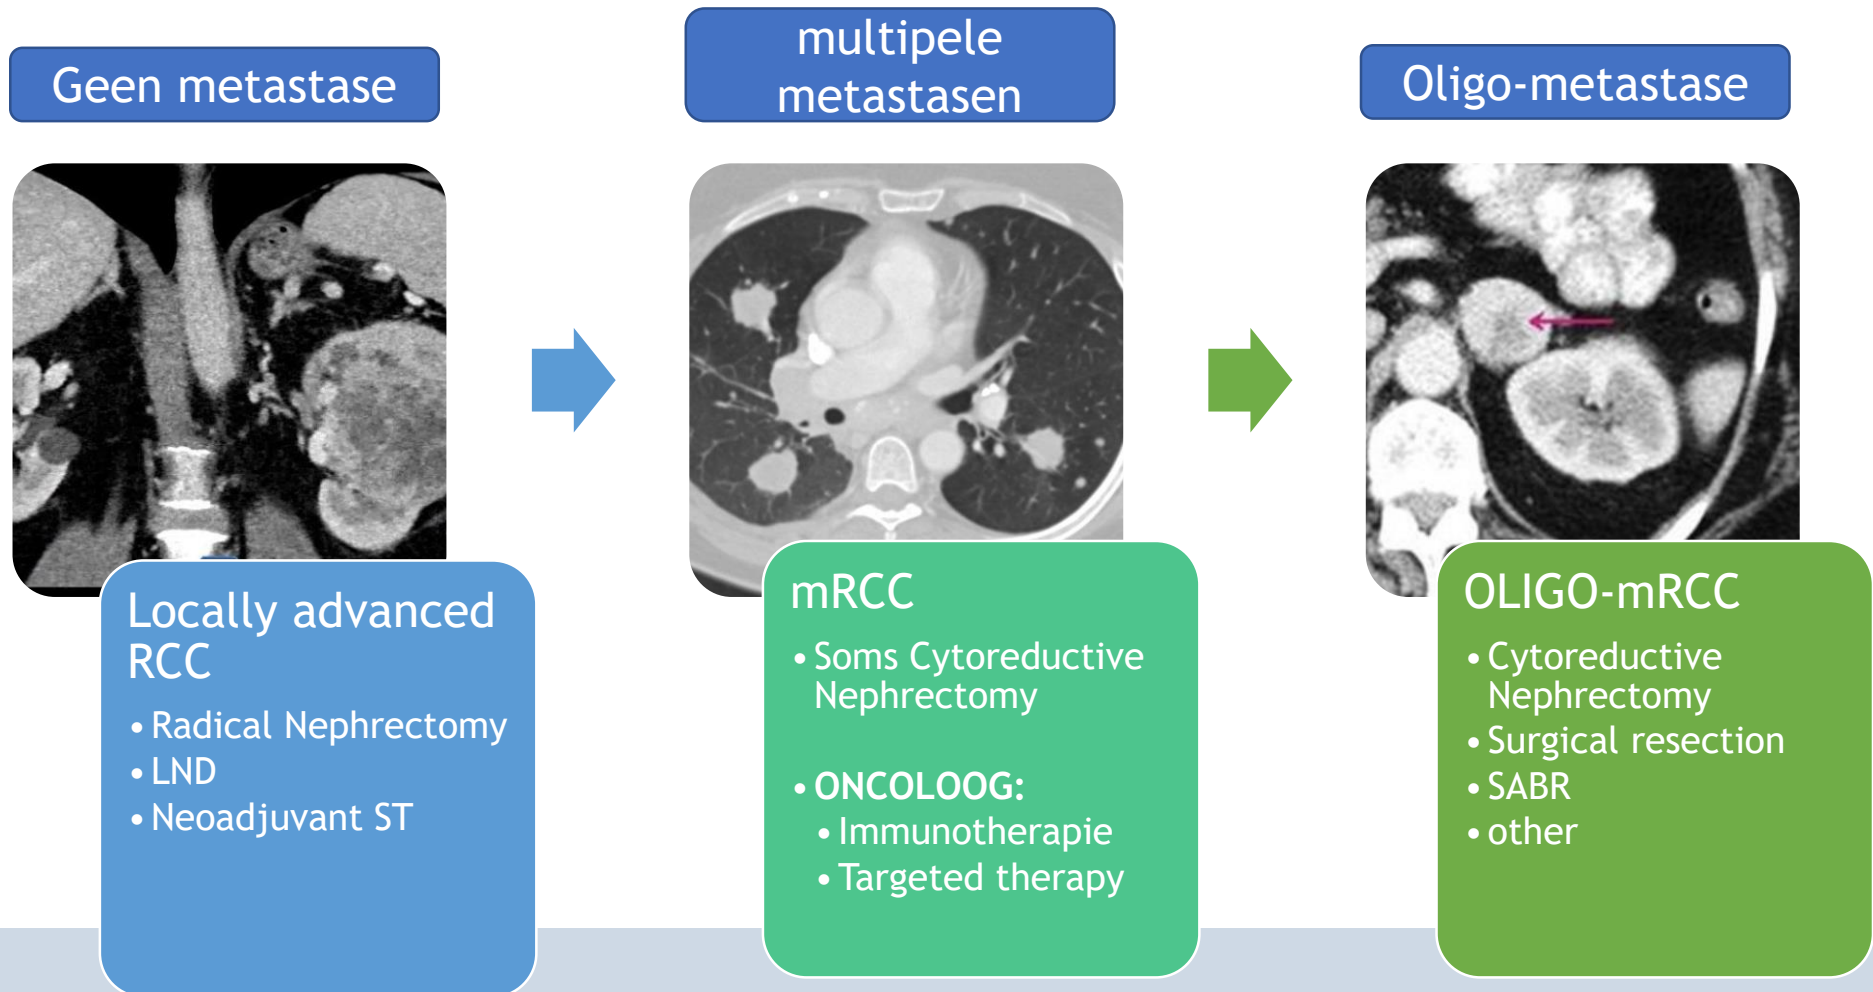 Geen metastase
multipele
metastasen
Oligo-metastase
Locally advanced
RCC
• Radical Nephrectomy
• LND
• Neoadjuvant ST
mRCC
• Soms Cytoreductive
Nephrectomy
• ONCOLOOG:
• Immunotherapie
• Targeted therapy
OLIGO-mRCC
• Cytoreductive
Nephrectomy
• Surgical resection
• SABR
• other